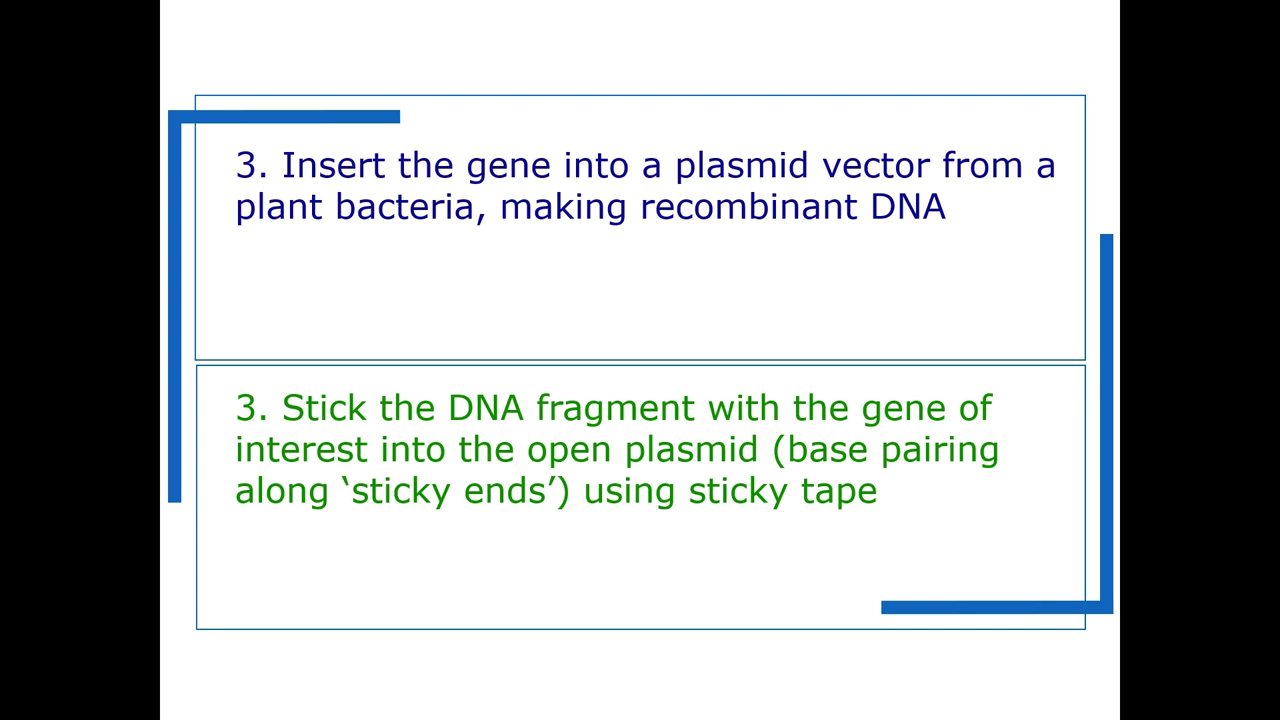 3. Insert the gene into a plasmid vector from a
plant bacteria, making recombinant DNA
3. Stick the DNA fragment with the gene of
interest into the open plasmid (base pairing
along ‘sticky ends’) using sticky tape